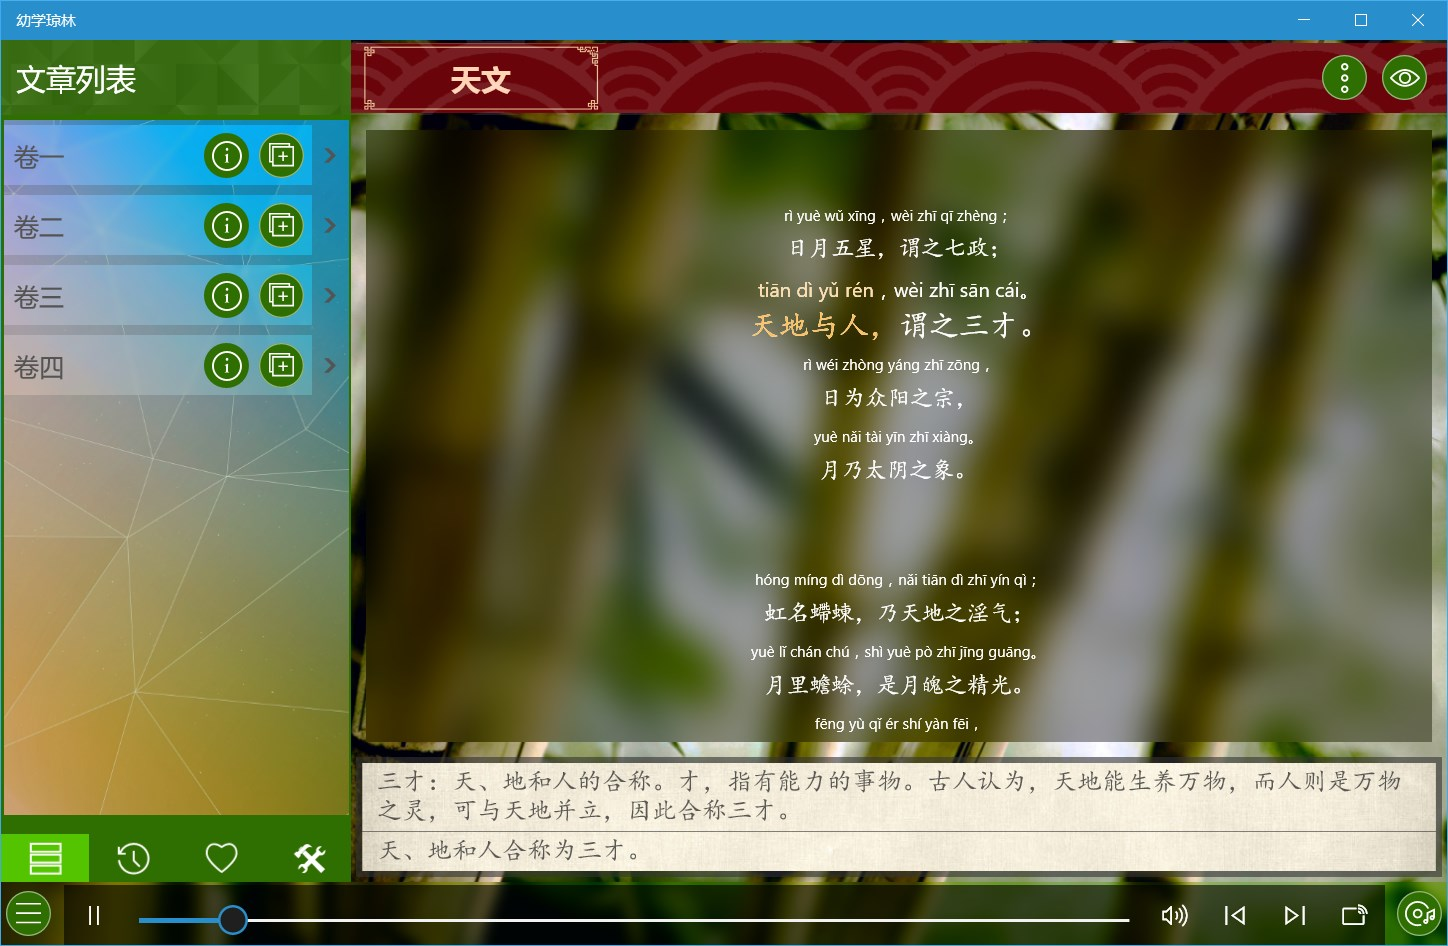 幼学琼林
文章列表
天文
卷一
卷二
卷三
卷四
rì yuè wǔ xīng，wèi zhī qī zhèng；
日月五星，谓之七政；
tiān dì yǔ rén，wèi zhī sān cái。
天地与人，谓之三才。
rì wéi zhòng yáng zhī zōng，
日为众阳之宗，
yuè nǎi tài yīn zhī xiàng。
月乃太阴之象。
hóng míng dì dōng，nǎi tiān dì zhī yín qì；
虹名螮蝀，乃天地之淫气；
yuè lǐ chán chú，shì yuè pò zhī jīng guāng。
月里蟾蜍，是月魄之精光。
fēng yù qǐ ér shí yàn fēi，
三才：天、地和人的合称。才，指有能力的事物。古人认为，天地能生养万物，而人则是万物
之灵，可与天地并立，因此合称三才。
天、地和人合称为三才。